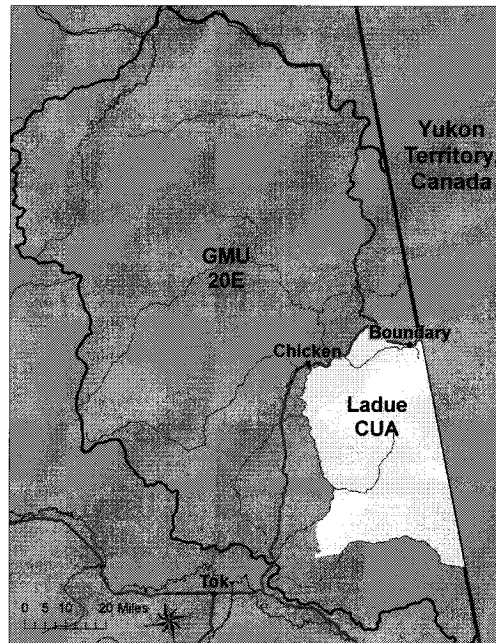 Yukon
Territory,
Canada
GMU
20E
Boundary
Chicken
Ladue
CUA
Tok
0 5 10 20 Miles